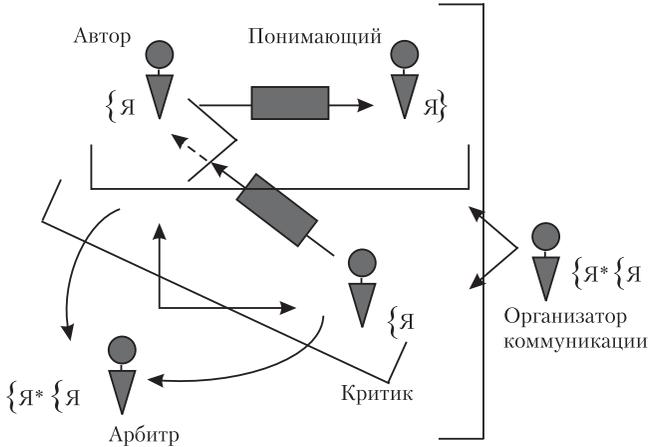 Автор
Понимающий
{Я
Я}
{Я* {Я
Организатор
коммуникации
{Я
Критик
{Я* {Я
Арбитр